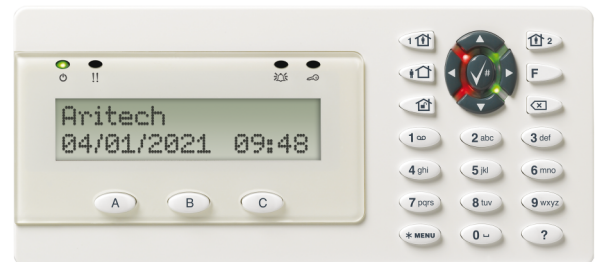 !!
Aritech
04/01/2021 09:48
A B C
1 2
#
F
1 2 abc 3 def
4 ghi 5 jkl 6 mno
7 pqrs 8 tuv 9 wxyz
* MENU 0 ?